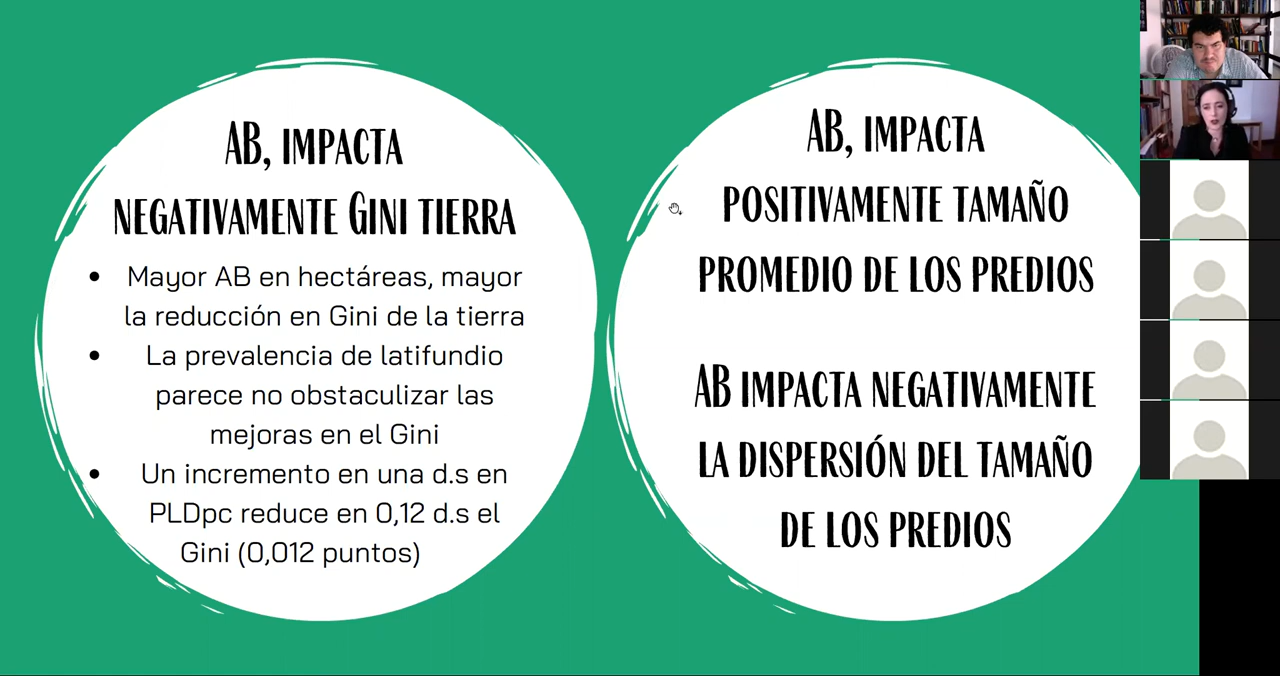 AB, IMPACTA
NEGATIVAMENTE GINI TIERRA
• Mayor AB en hectáreas, mayor
la reducción en Gini de la tierra
• La prevalencia de latifundio
parece no obstaculizar las
mejoras en el Gini
• Un incremento en una d.s en
PLDpc reduce en 0,12 d.s el
Gini (0,012 puntos)
AB, IMPACTA
POSITIVAMENTE TAMAÑO
PROMEDIO DE LOS PREDIOS
AB IMPACTA NEGATIVAMENTE
LA DISPERSIÓN DEL TAMAÑO
DE LOS PREDIOS